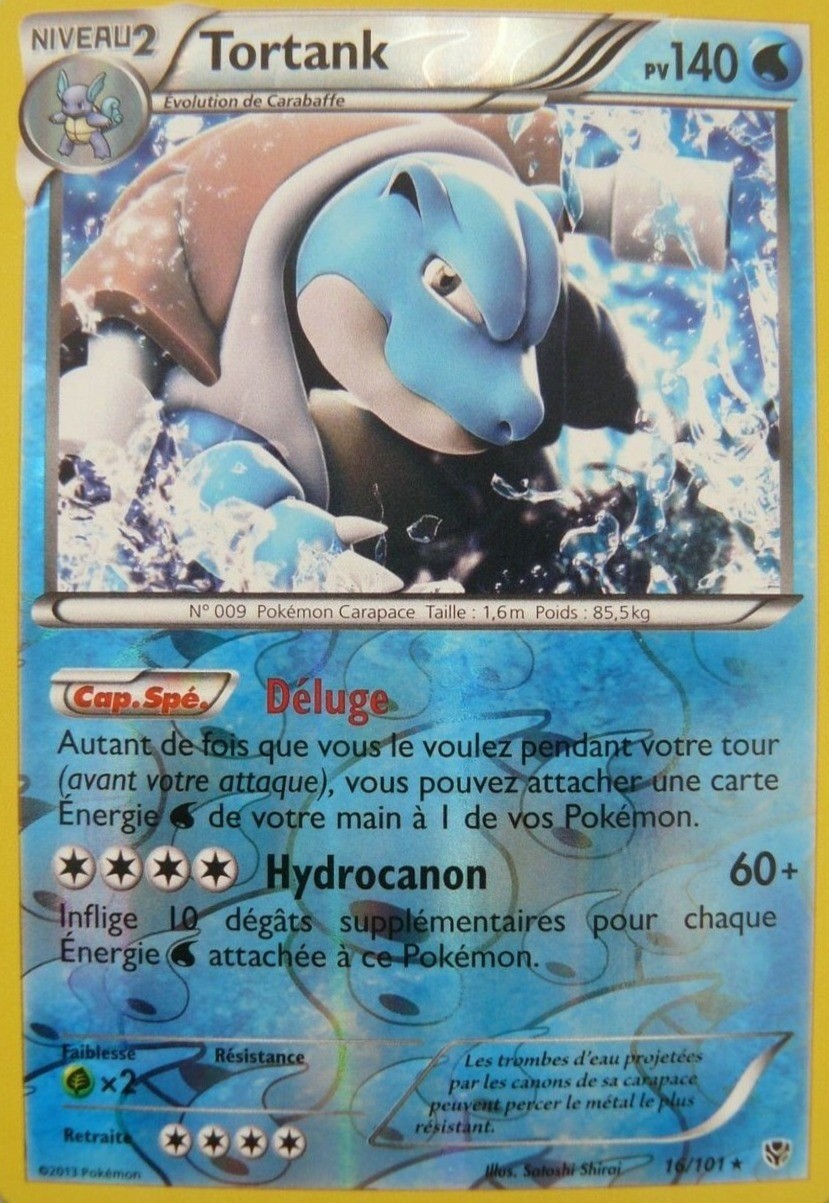 NIVEAU2
Tortank
PV140
Évolution de Carabaffe
N° 009 Pokémon Carapace Taille : 1,6m Poids : 85,5kg
Cap.Spé. Déluge
Autant de fois que vous le voulez pendant votre tour
(avant votre attaque), vous pouvez attacher une carte
Énergie de votre main à 1 de vos Pokémon.
Hydrocanon 60+
Inflige 10 dégâts supplémentaires pour chaque
Énergie attachée à ce Pokémon.
Faiblesse Résistance
×2
Retraite
Les trombes d'eau projetées
par les canons de sa carapace
peuvent percer le métal le plus
résistant.
©2013 Pokémon
Illus. Satoshi Shirai
16/101 ★